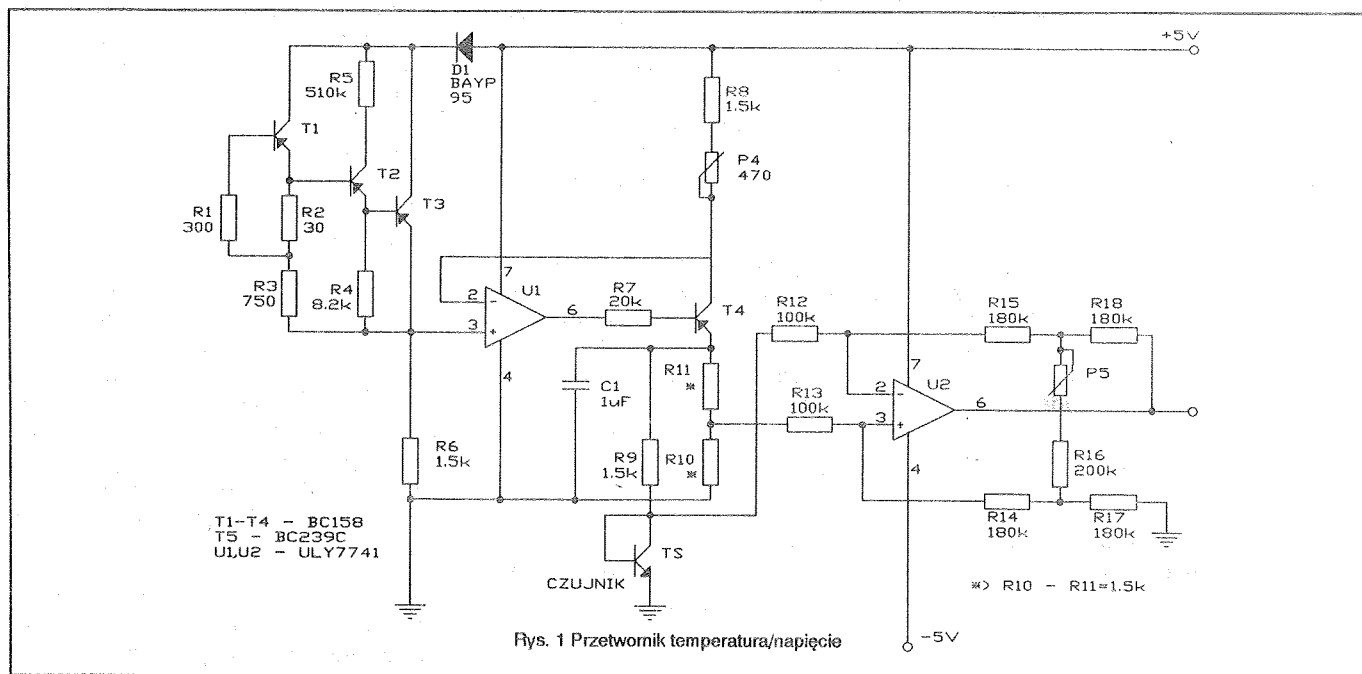 +5V
D1
BAYP
95
R5
510k
T1
T2
T3
R1
300
R2
30
R3
750
R4
8.2k
R8
1.5k
P4
470
7
2
-
U1
3
+
6
4
R7
20k
T4
R12
100k
R15
180k
R18
180k
P5
7
2
-
U2
3
+
6
4
R13
100k
C1
1uF
R11
*
R9
1.5k
R10
*
R6
1.5k
R16
200k
R14
180k
R17
180k
T1-T4 - BC158
T5 - BC239C
U1,U2 - ULY7741
TS
CZUJNIK
*) R10 - R11=1.5k
-5V
Rys. 1 Przetwornik temperatura/napięcie